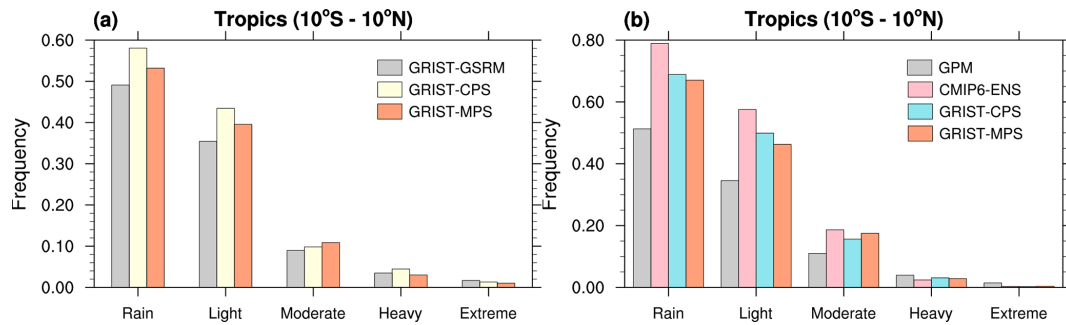 (a) Tropics (10°S - 10°N)
0.60
0.50
0.40
0.30
0.20
0.10
0.00
Frequency
GRIST-GSRM
GRIST-CPS
GRIST-MPS
Rain Light Moderate Heavy Extreme
(b) Tropics (10°S - 10°N)
0.80
0.60
0.40
0.20
0.00
Frequency
GPM
CMIP6-ENS
GRIST-CPS
GRIST-MPS
Rain Light Moderate Heavy Extreme